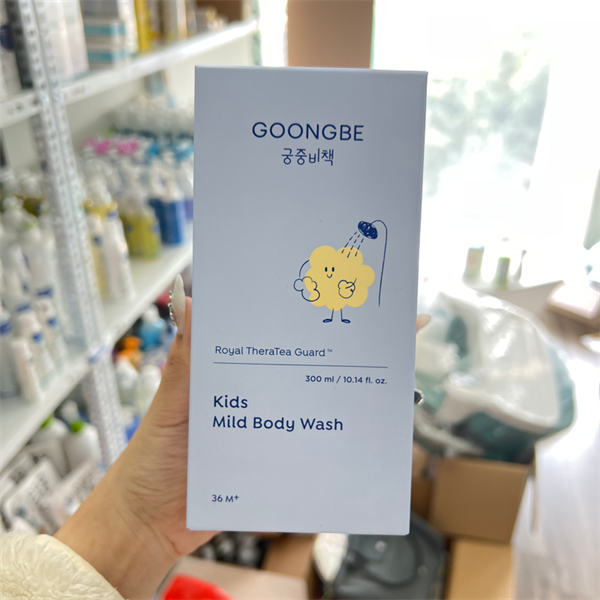 GOONGBE
궁중비책
Royal TheraTea Guard™
300 ml / 10.14 fl. oz.
Kids
Mild Body Wash
36 M+